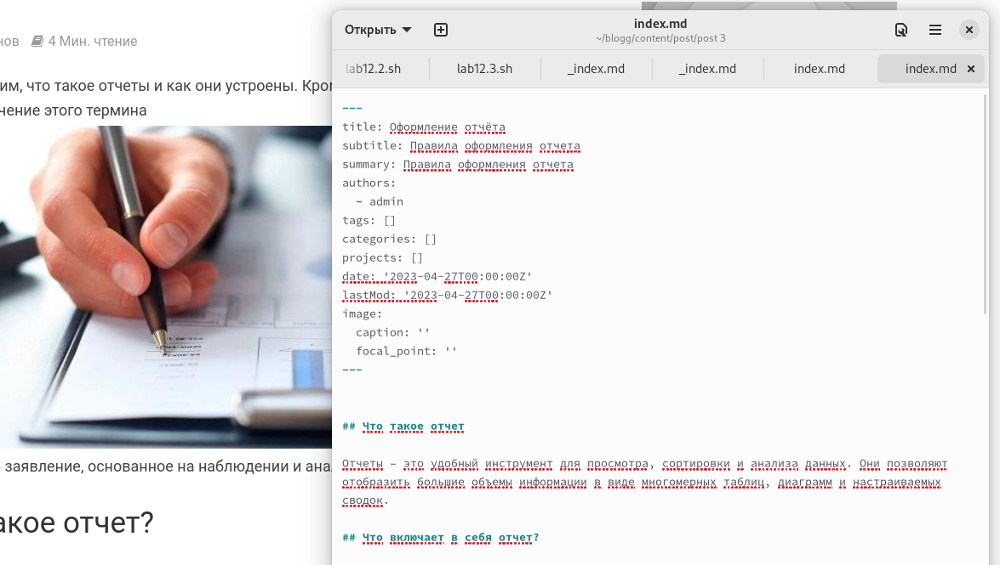 нов 4 Мин. чтение
им, что такое отчеты и как они устроены. Кро
чение этого термина
заявление, основанное на наблюдении и ана
акое отчет?
Открыть
index.md
~/blogg/content/post/post 3
lab12.2.sh lab12.3.sh _index.md _index.md index.md index.md
---
title: Оформление отчёта
subtitle: Правила оформления отчета
summary: Правила оформления отчета
authors:
  - admin
tags: []
categories: []
projects: []
date: '2023-04-27T00:00:00Z'
lastMod: '2023-04-27T00:00:00Z'
image:
  caption: ''
  focal_point: ''
---
## Что такое отчет
Отчеты – это удобный инструмент для просмотра, сортировки и анализа данных. Они позволяют
отобразить большие объемы информации в виде многомерных таблиц, диаграмм и настраиваемых
сводок.
## Что включает в себя отчет?